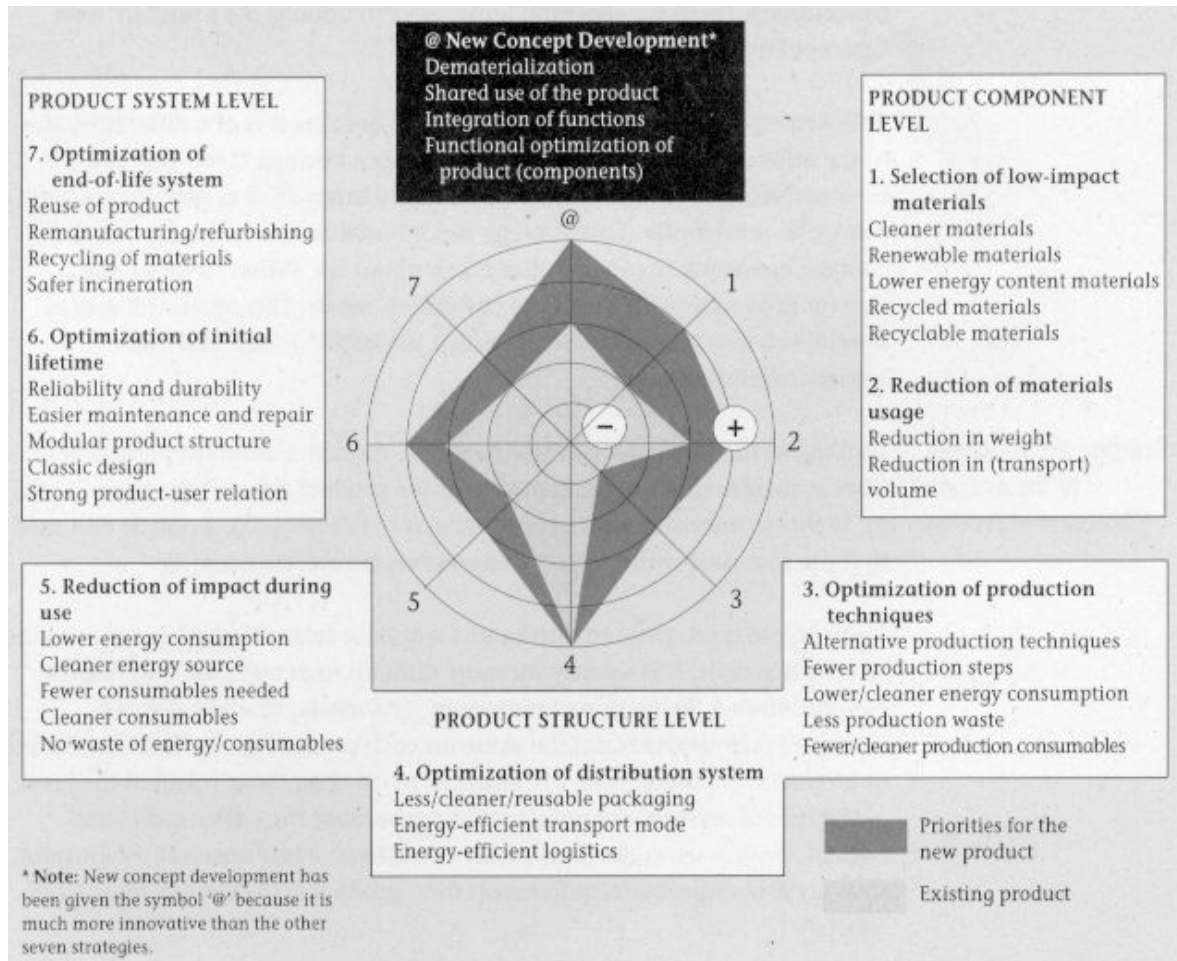 @ New Concept Development*
Dematerialization
Shared use of the product
Integration of functions
Functional optimization of
product (components)
PRODUCT SYSTEM LEVEL
7. Optimization of
end-of-life system
Reuse of product
Remanufacturing/refurbishing
Recycling of materials
Safer incineration
6. Optimization of initial
lifetime
Reliability and durability
Easier maintenance and repair
Modular product structure
Classic design
Strong product-user relation
PRODUCT COMPONENT
LEVEL
1. Selection of low-impact
materials
Cleaner materials
Renewable materials
Lower energy content materials
Recycled materials
Recyclable materials
2. Reduction of materials
usage
Reduction in weight
Reduction in (transport)
volume
@
7
1
6
−
+
2
5
3
4
5. Reduction of impact during
use
Lower energy consumption
Cleaner energy source
Fewer consumables needed
Cleaner consumables
No waste of energy/consumables
PRODUCT STRUCTURE LEVEL
4. Optimization of distribution system
Less/cleaner/reusable packaging
Energy-efficient transport mode
Energy-efficient logistics
3. Optimization of production
techniques
Alternative production techniques
Fewer production steps
Lower/cleaner energy consumption
Less production waste
Fewer/cleaner production consumables
Priorities for the
new product
Existing product
* Note: New concept development has
been given the symbol '@' because it is
much more innovative than the other
seven strategies.